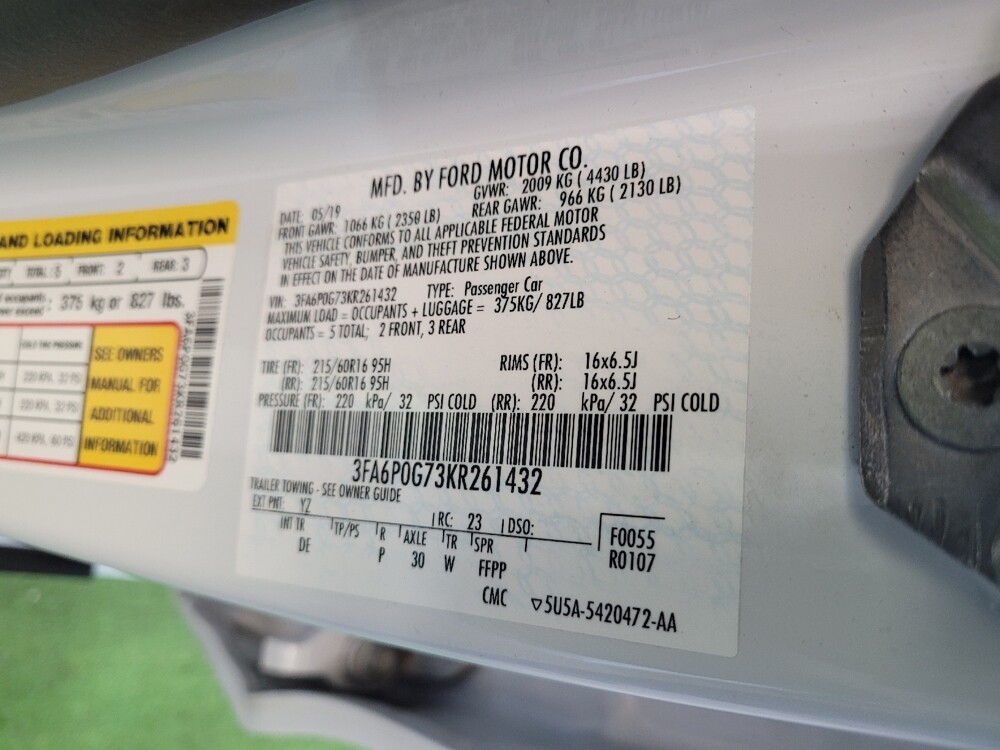 AND LOADING INFORMATION
TOTAL: 5 FRONT: 2 REAR: 3
375 kg or 827 lbs.
COLD TIRE PRESSURE
SEE OWNERS
MANUAL FOR
ADDITIONAL
INFORMATION
3FA6P0G73KR261432
MFD. BY FORD MOTOR CO.
DATE: 05/19 GVWR: 2009 KG ( 4430 LB)
FRONT GAWR: 1066 KG ( 2350 LB) REAR GAWR: 966 KG ( 2130 LB)
THIS VEHICLE CONFORMS TO ALL APPLICABLE FEDERAL MOTOR
VEHICLE SAFETY, BUMPER, AND THEFT PREVENTION STANDARDS
IN EFFECT ON THE DATE OF MANUFACTURE SHOWN ABOVE.
VIN: 3FA6P0G73KR261432 TYPE: Passenger Car
MAXIMUM LOAD = OCCUPANTS + LUGGAGE = 375KG/ 827LB
OCCUPANTS = 5 TOTAL; 2 FRONT, 3 REAR
TIRE (FR): 215/60R16 95H RIMS (FR): 16x6.5J
(RR): 215/60R16 95H (RR): 16x6.5J
PRESSURE (FR): 220 kPa/ 32 PSI COLD (RR): 220 kPa/ 32 PSI COLD
3FA6P0G73KR261432
TRAILER TOWING - SEE OWNER GUIDE
EXT PNT: YZ RC: 23 DSO:
INT TR TP/PS R AXLE TR SPR
DE P 30 W FFPP
F0055
R0107
CMC ▽5U5A-5420472-AA